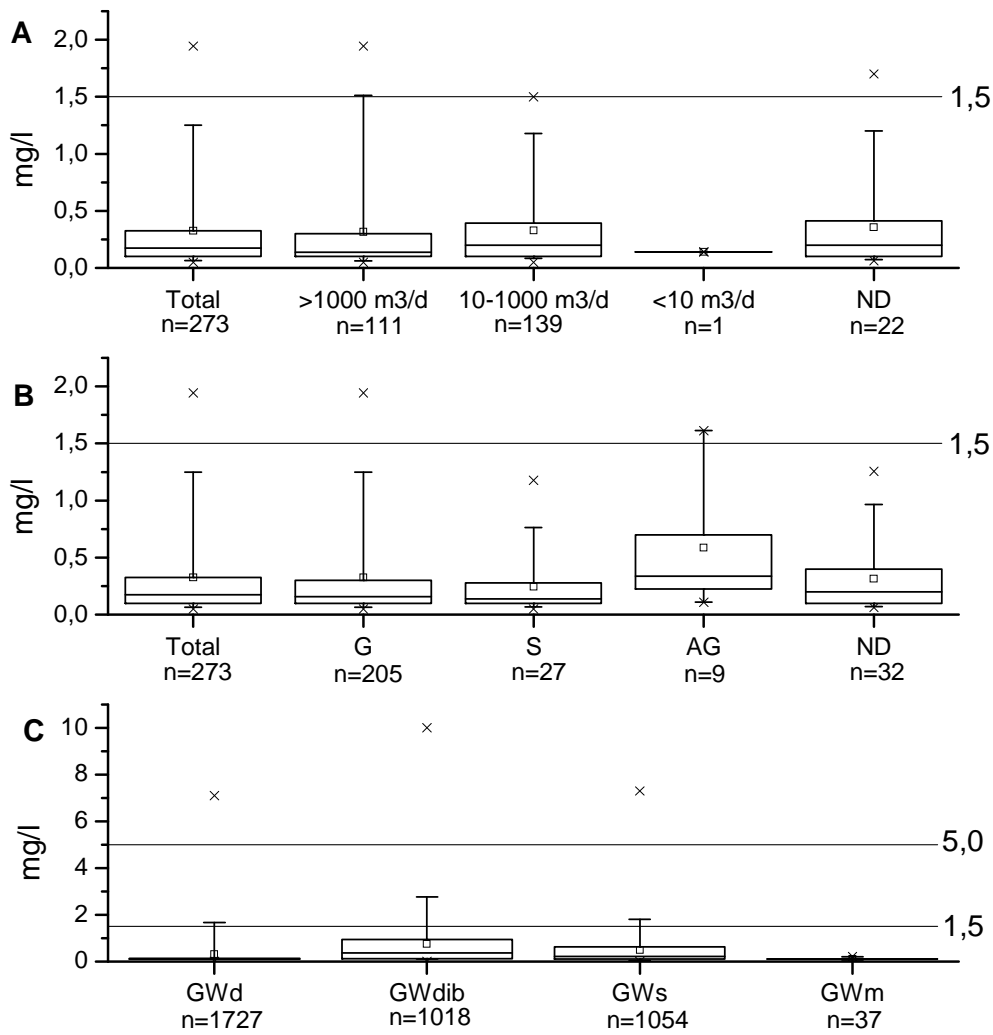 A
2,0
1,5
1,0
0,5
0,0
mg/l
1,5
Total >1000 m3/d 10-1000 m3/d <10 m3/d ND
n=273 n=111 n=139 n=1 n=22
B
2,0
1,5
1,0
0,5
0,0
mg/l
1,5
Total G S AG ND
n=273 n=205 n=27 n=9 n=32
C
10
8
6
4
2
0
mg/l
5,0
1,5
GWd GWdib GWs GWm
n=1727 n=1018 n=1054 n=37